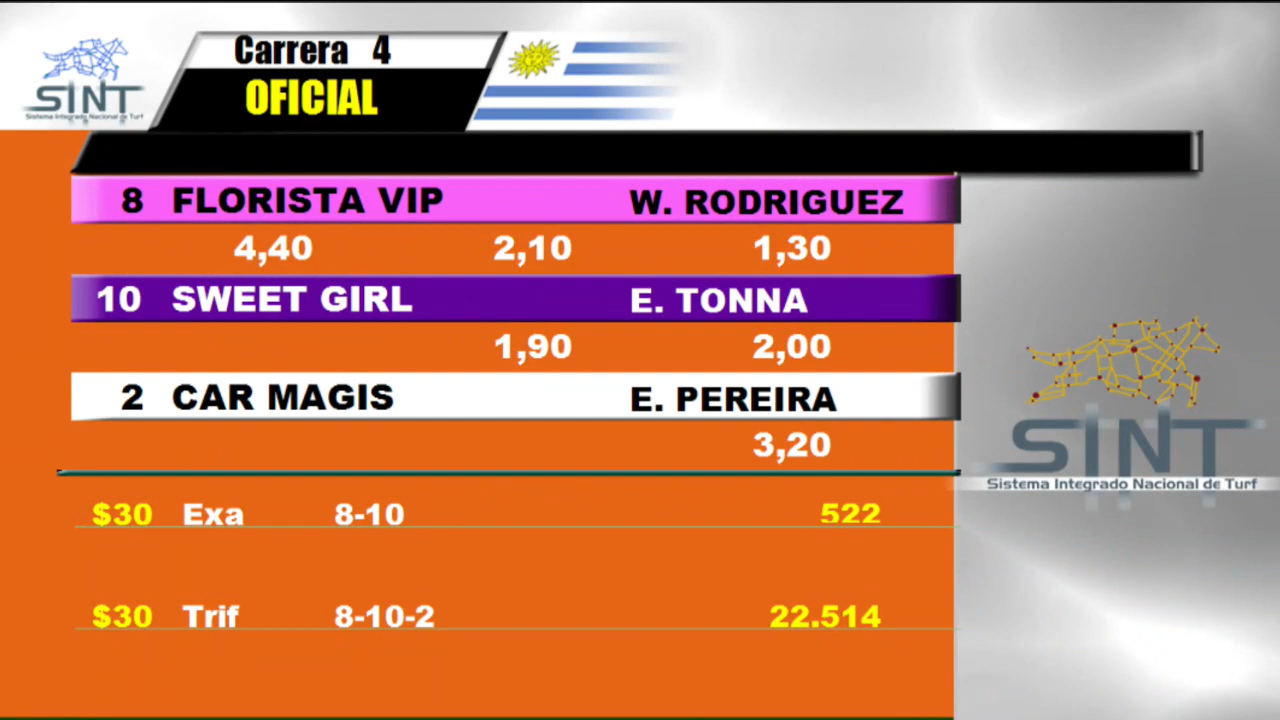 Carrera 4
OFICIAL
SINT
Sistema Integrado Nacional de Turf
8 FLORISTA VIP W. RODRIGUEZ
4,40 2,10 1,30
10 SWEET GIRL E. TONNA
1,90 2,00
2 CAR MAGIS E. PEREIRA
3,20
SINT
Sistema Integrado Nacional de Turf
$30 Exa 8-10 522
$30 Trif 8-10-2 22.514